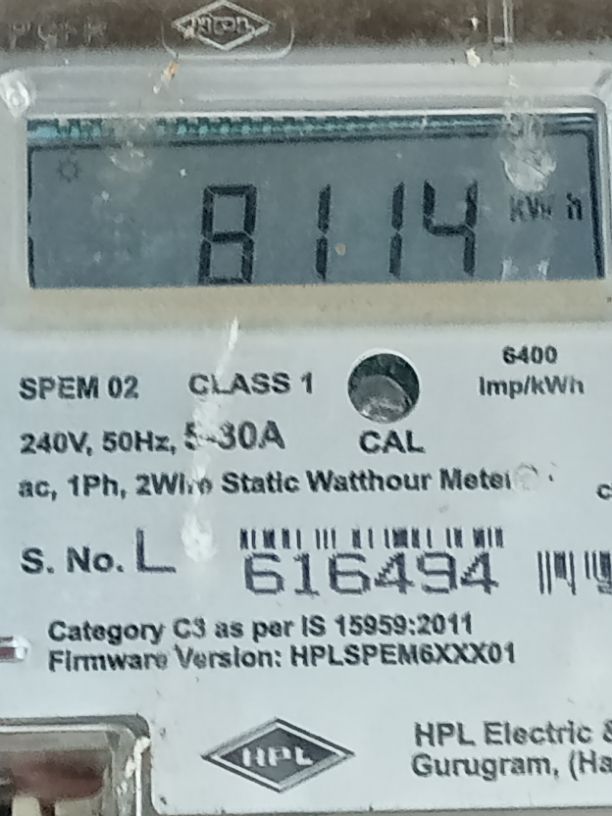 8114 kWh
6400
SPEM 02 CLASS 1 Imp/kWh
240V, 50Hz, 5-30A CAL
ac, 1Ph, 2Wire Static Watthour Meter
S. No. L 616494
Category C3 as per IS 15959:2011
Firmware Version: HPLSPEM6XXX01
HPL
HPL Electric &
Gurugram, (Ha